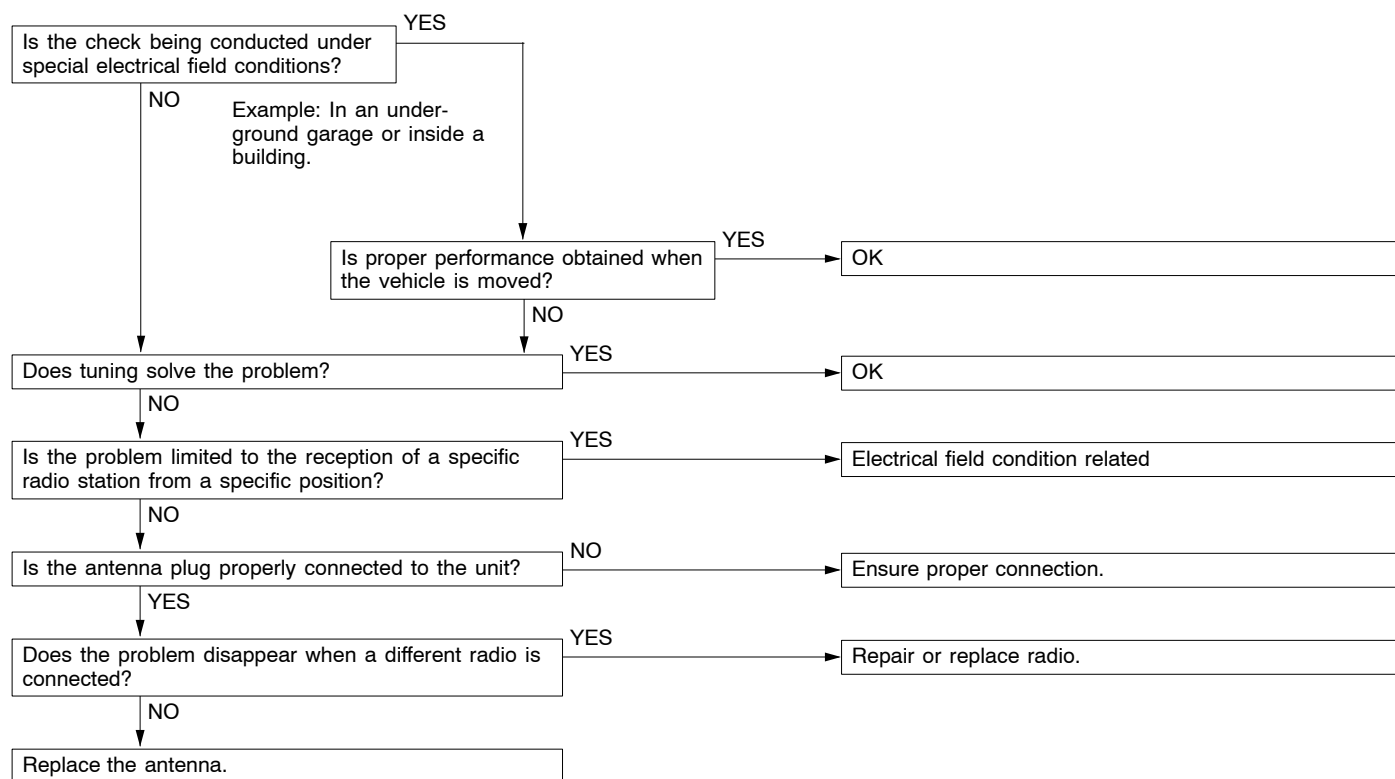 YES
Is the check being conducted under
special electrical field conditions?
NO
Example: In an under-
ground garage or inside a
building.
Is proper performance obtained when
the vehicle is moved?
YES
OK
NO
Does tuning solve the problem?
YES
OK
NO
Is the problem limited to the reception of a specific
radio station from a specific position?
YES
Electrical field condition related
NO
Is the antenna plug properly connected to the unit?
NO
Ensure proper connection.
YES
Does the problem disappear when a different radio is
connected?
YES
Repair or replace radio.
NO
Replace the antenna.